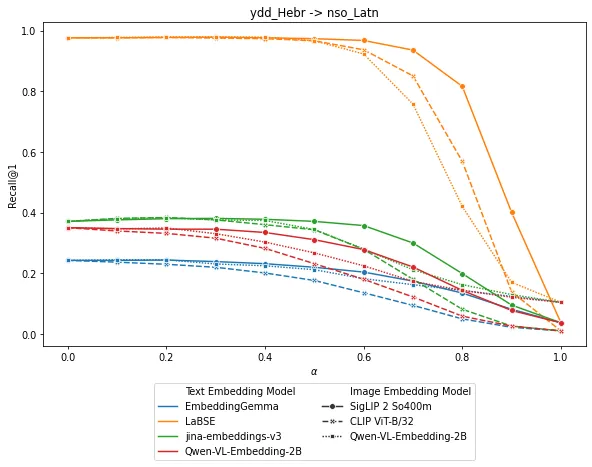 ydd_Hebr -> nso_Latn
1.0
0.8
0.6
0.4
0.2
0.0
Recall@1
0.0 0.2 0.4 0.6 0.8 1.0
α
Text Embedding Model Image Embedding Model
EmbeddingGemma SigLIP 2 So400m
LaBSE CLIP ViT-B/32
jina-embeddings-v3 Qwen-VL-Embedding-2B
Qwen-VL-Embedding-2B